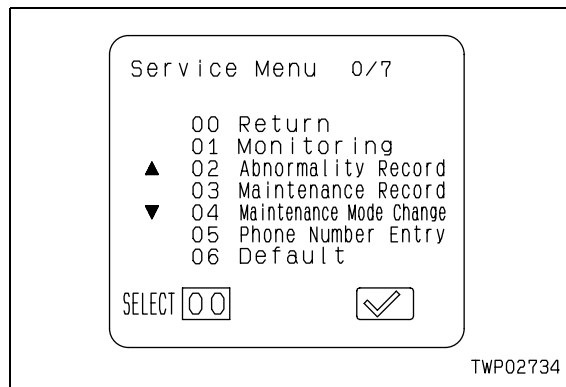 Service Menu 0/7
00 Return
01 Monitoring
▲ 02 Abnormality Record
03 Maintenance Record
▼ 04 Maintenance Mode Change
05 Phone Number Entry
06 Default
SELECT 00
TWP02734